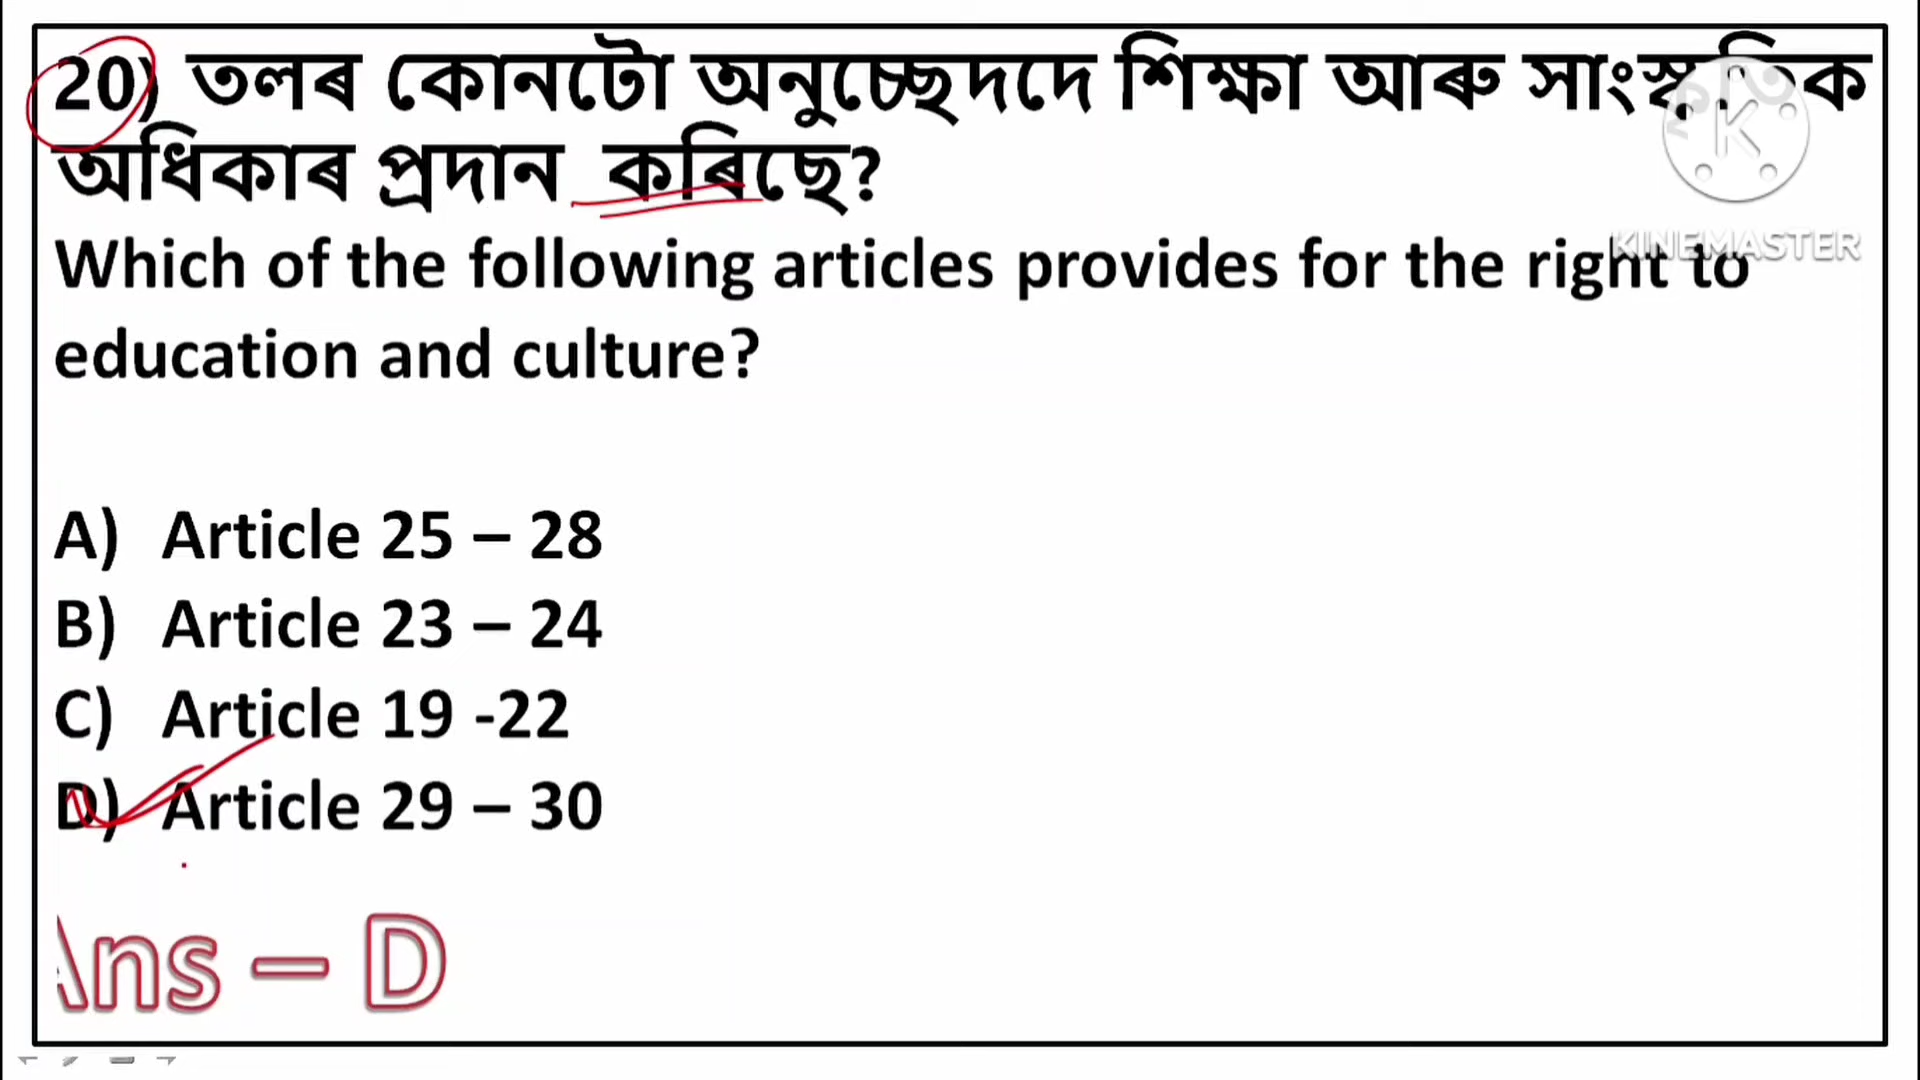 20) তলৰ কোনটো অনুচ্ছেদদে শিক্ষা আৰু সাংস্কৃতিক
অধিকাৰ প্ৰদান কৰিছে?
KINEMASTER
Which of the following articles provides for the right to
education and culture?
A) Article 25 – 28
B) Article 23 – 24
C) Article 19 -22
D) Article 29 – 30
Ans – D